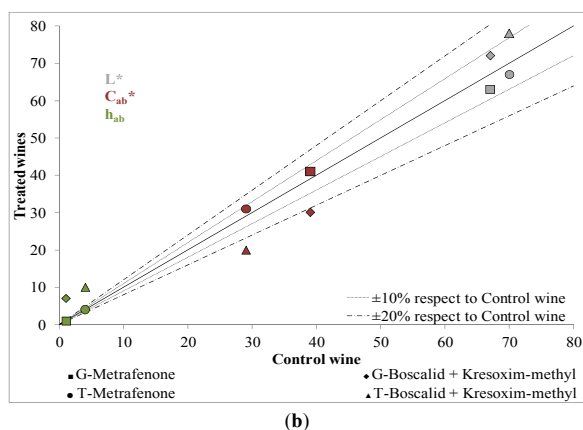 80
70
60
50
40
30
20
10
0
Treated wines
L*
Cab*
hab
±10% respect to Control wine
±20% respect to Control wine
0 10 20 30 40 50 60 70 80
Control wine
G-Metrafenone
G-Boscalid + Kresoxim-methyl
T-Metrafenone
T-Boscalid + Kresoxim-methyl
(b)